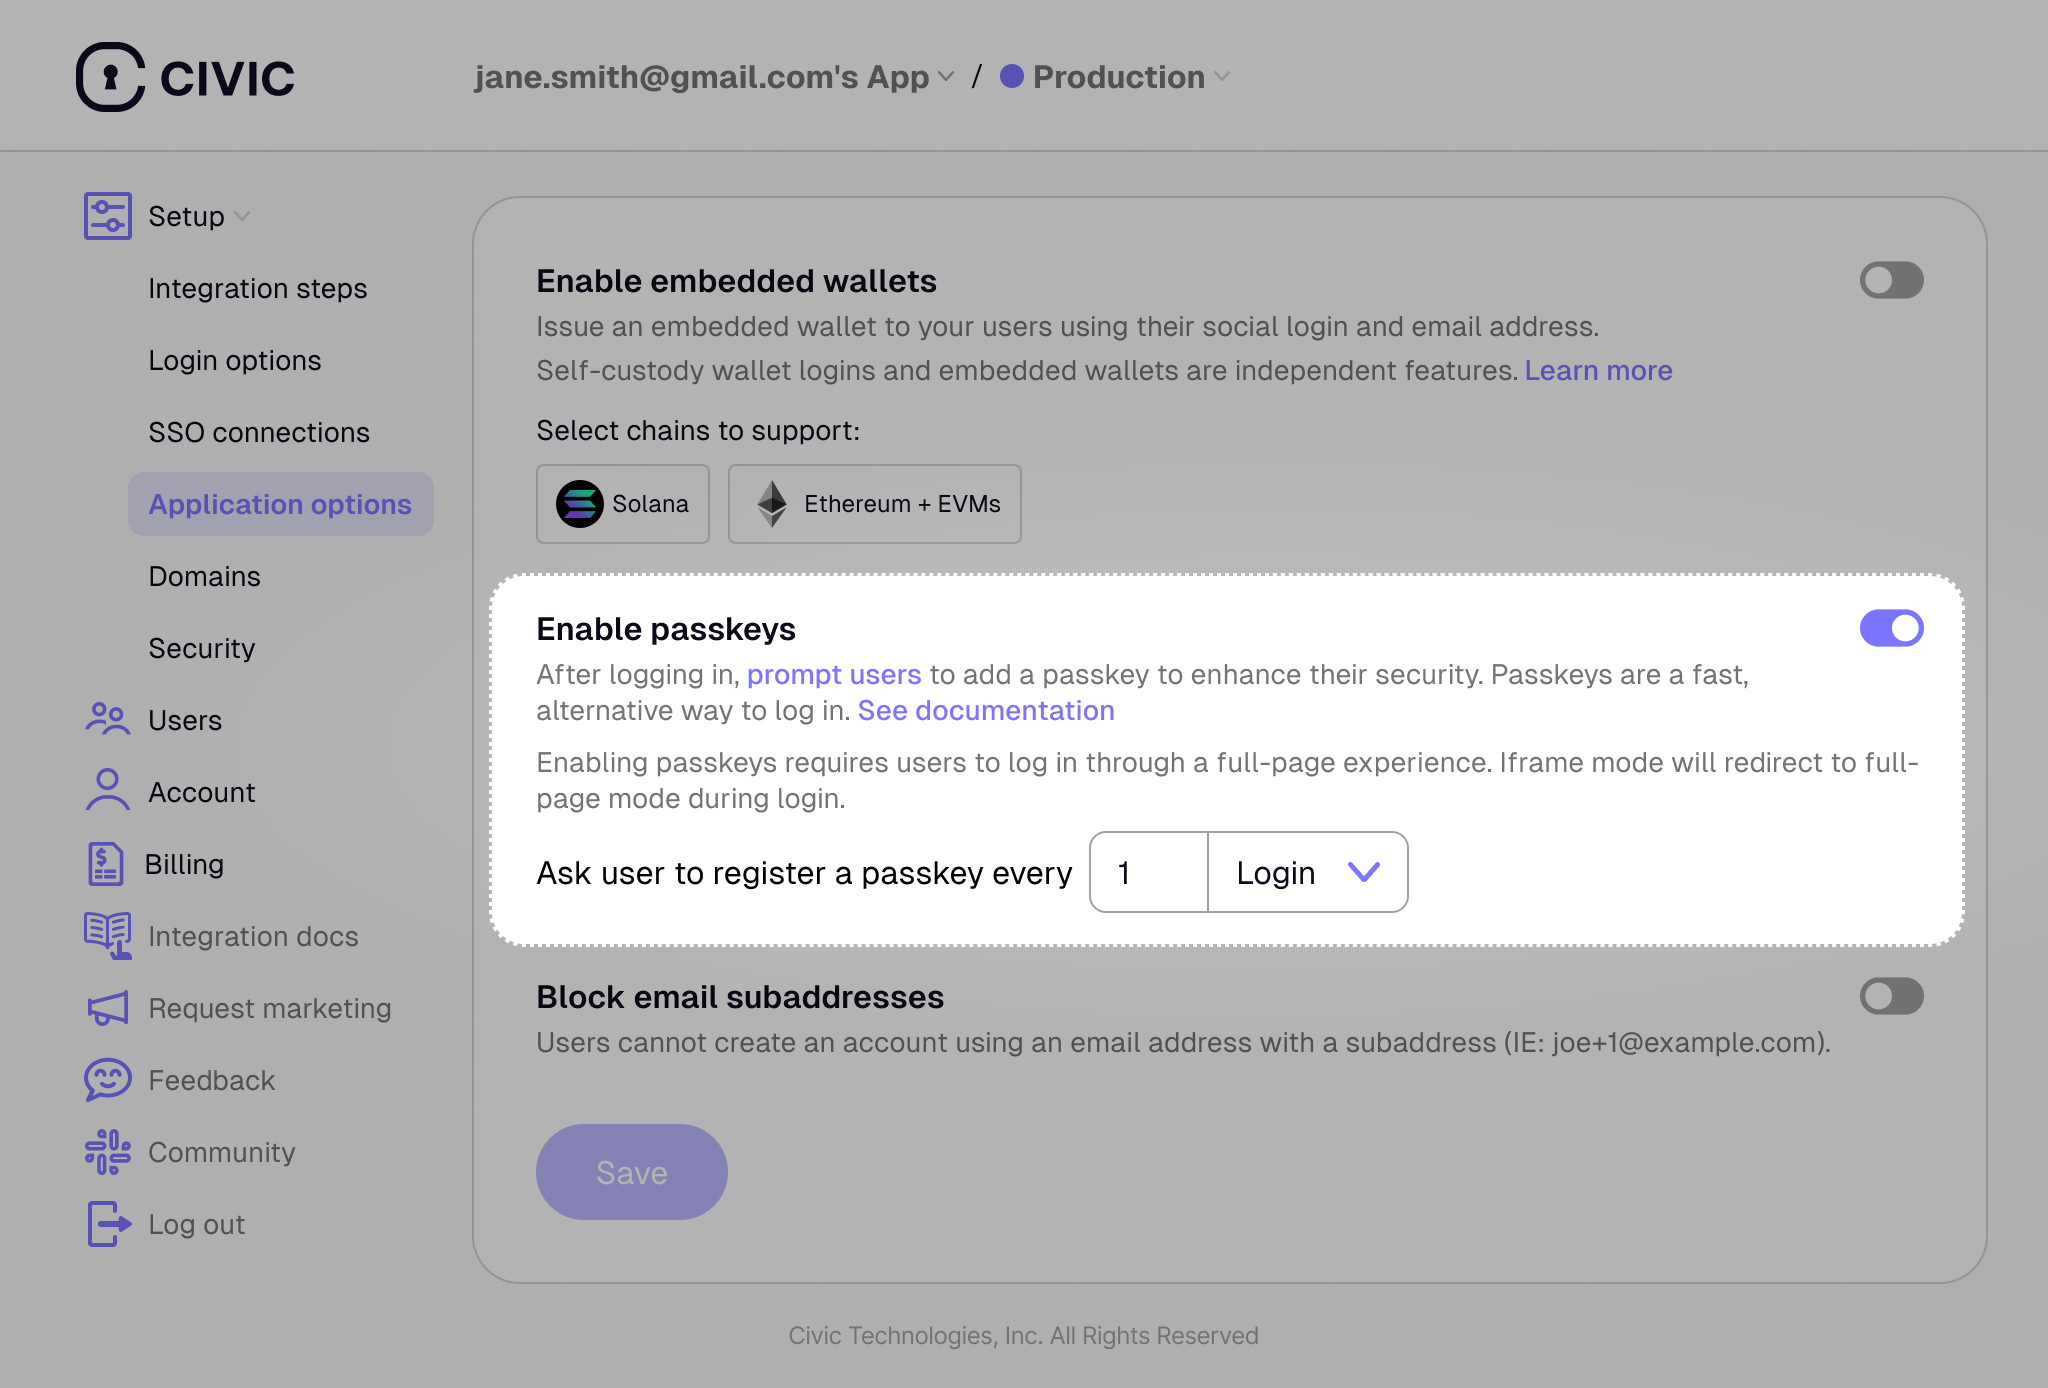 CIVIC
jane.smith@gmail.com's App / Production
Setup
Integration steps
Login options
SSO connections
Application options
Domains
Security
Users
Account
Billing
Integration docs
Request marketing
Feedback
Community
Log out
Enable embedded wallets
Issue an embedded wallet to your users using their social login and email address.
Self-custody wallet logins and embedded wallets are independent features. Learn more
Select chains to support:
Solana
Ethereum + EVMs
Enable passkeys
After logging in, prompt users to add a passkey to enhance their security. Passkeys are a fast,
alternative way to log in. See documentation
Enabling passkeys requires users to log in through a full-page experience. Iframe mode will redirect to full-
page mode during login.
Ask user to register a passkey every 1 Login
Block email subaddresses
Users cannot create an account using an email address with a subaddress (IE: joe+1@example.com).
Save
Civic Technologies, Inc. All Rights Reserved